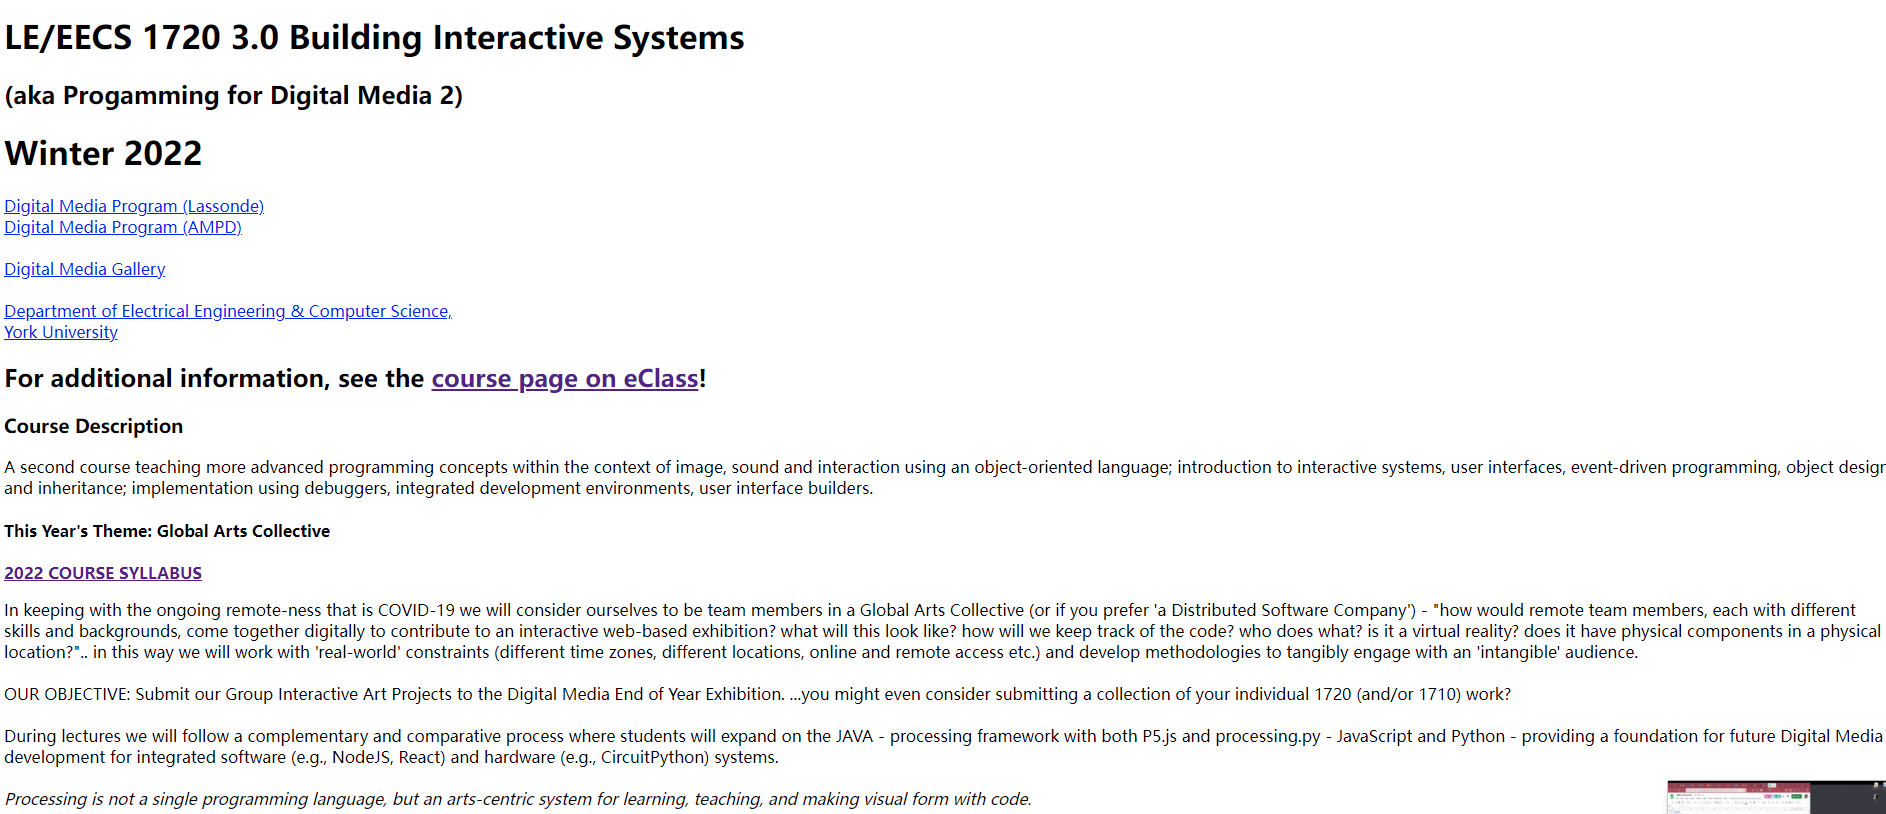 LE/EECS 1720 3.0 Building Interactive Systems
(aka Progamming for Digital Media 2)
Winter 2022
Digital Media Program (Lassonde)
Digital Media Program (AMPD)
Digital Media Gallery
Department of Electrical Engineering & Computer Science,
York University
For additional information, see the course page on eClass!
Course Description
A second course teaching more advanced programming concepts within the context of image, sound and interaction using an object-oriented language; introduction to interactive systems, user interfaces, event-driven programming, object design
and inheritance; implementation using debuggers, integrated development environments, user interface builders.
This Year's Theme: Global Arts Collective
2022 COURSE SYLLABUS
In keeping with the ongoing remote-ness that is COVID-19 we will consider ourselves to be team members in a Global Arts Collective (or if you prefer 'a Distributed Software Company') - "how would remote team members, each with different
skills and backgrounds, come together digitally to contribute to an interactive web-based exhibition? what will this look like? how will we keep track of the code? who does what? is it a virtual reality? does it have physical components in a physical
location?".. in this way we will work with 'real-world' constraints (different time zones, different locations, online and remote access etc.) and develop methodologies to tangibly engage with an 'intangible' audience.
OUR OBJECTIVE: Submit our Group Interactive Art Projects to the Digital Media End of Year Exhibition. ...you might even consider submitting a collection of your individual 1720 (and/or 1710) work?
During lectures we will follow a complementary and comparative process where students will expand on the JAVA - processing framework with both P5.js and processing.py - JavaScript and Python - providing a foundation for future Digital Media
development for integrated software (e.g., NodeJS, React) and hardware (e.g., CircuitPython) systems.
Processing is not a single programming language, but an arts-centric system for learning, teaching, and making visual form with code.